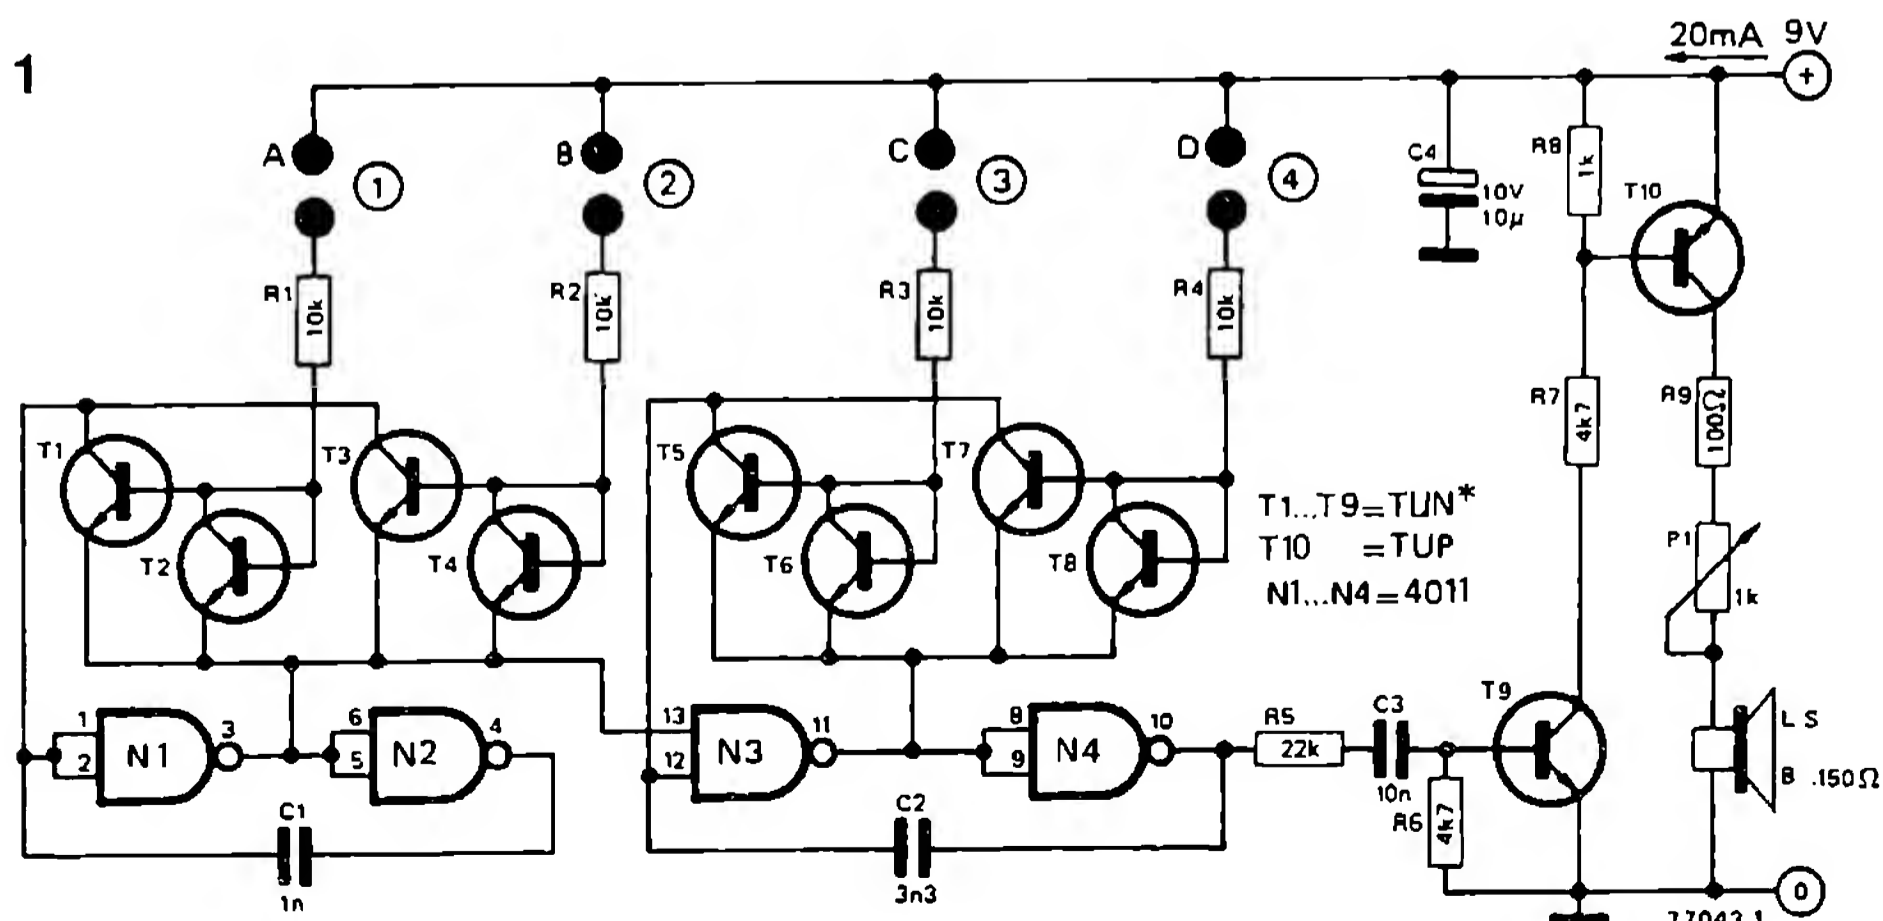 1
20mA 9V
+
A
1
B
2
C
3
D
4
C4
10V
10µ
R8
1k
T10
R1
10k
R2
10k
R3
10k
R4
10k
R7
4k7
R9
100Ω
T1
T2
T3
T4
T5
T6
T7
T8
T1...T9=TUN*
T10 =TUP
N1...N4=4011
P1
1k
1
2
N1
3
6
5
N2
4
13
12
N3
11
8
9
N4
10
R5
22k
C3
10n
T9
R6
4k7
LS
8...150Ω
C1
1n
C2
3n3
0
77043 1